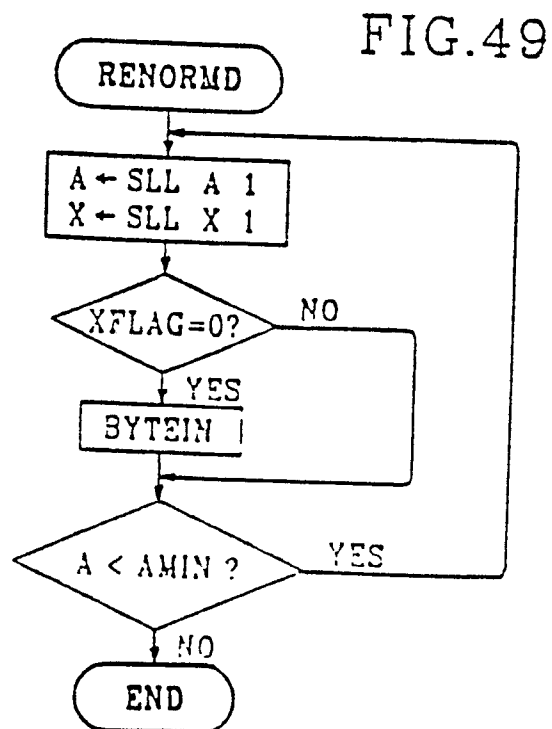 FIG.49
RENORMD
A ← SLL A 1
X ← SLL X 1
XFLAG=0?
NO
YES
BYTEIN
A < AMIN ?
YES
NO
END